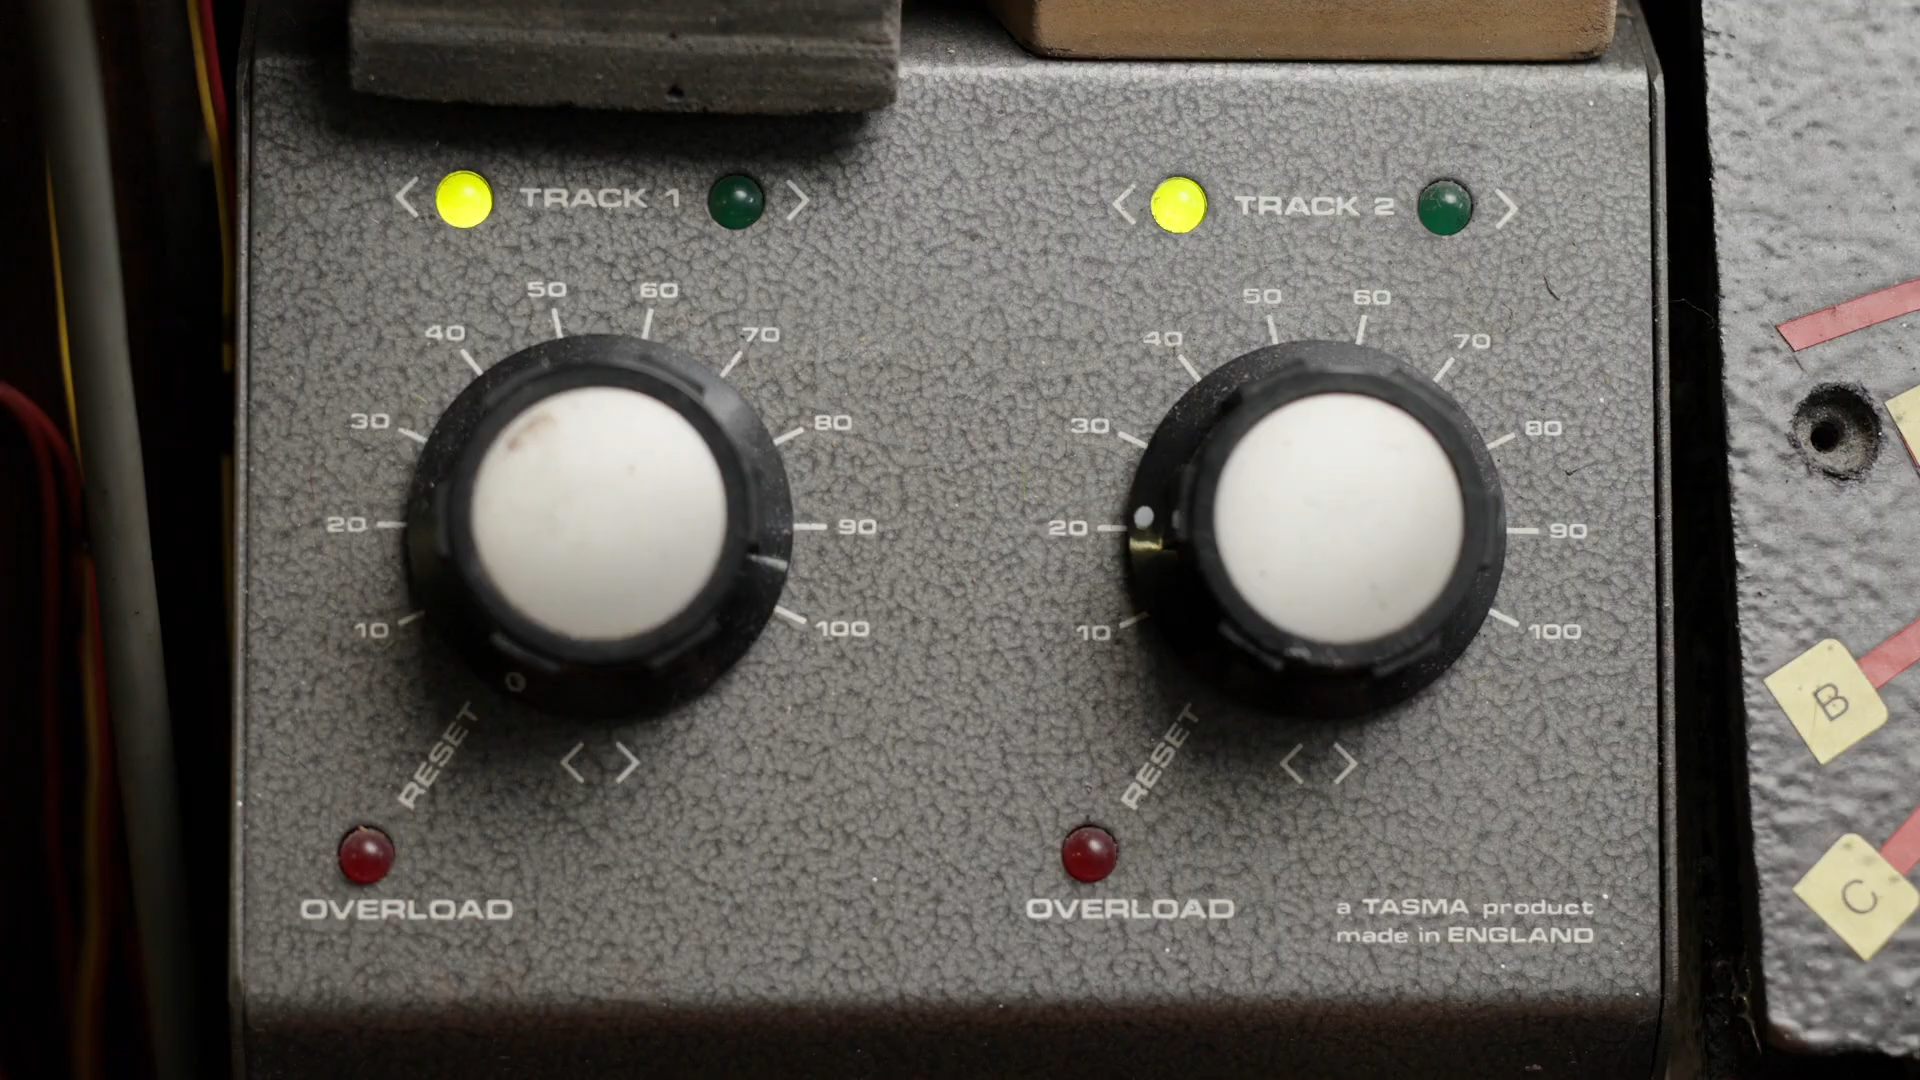 < TRACK 1 >
50 60
40 70
30 80
20 90
10 100
0
RESET
< >
OVERLOAD
< TRACK 2 >
50 60
40 70
30 80
20 90
10 100
RESET
< >
OVERLOAD
a TASMA product
made in ENGLAND
B
C